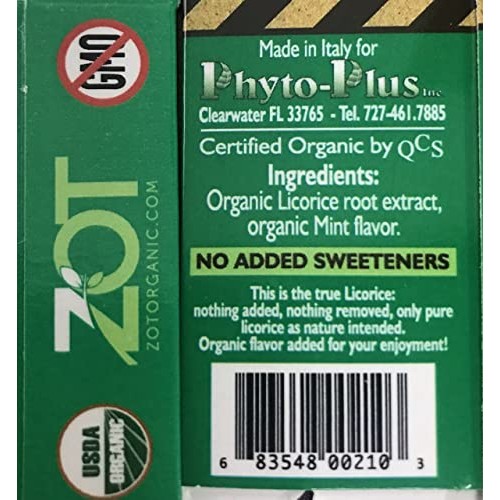 GMO
ZOT
ZOTORGANIC.COM
USDA
ORGANIC
Made in Italy for
Phyto-Plus Inc.
Clearwater FL 33765 - Tel. 727-461.7885
Certified Organic by QCS
Ingredients:
Organic Licorice root extract,
organic Mint flavor.
NO ADDED SWEETENERS
This is the true Licorice:
nothing added, nothing removed, only pure
licorice as nature intended.
Organic flavor added for your enjoyment!
6 83548 00210 3